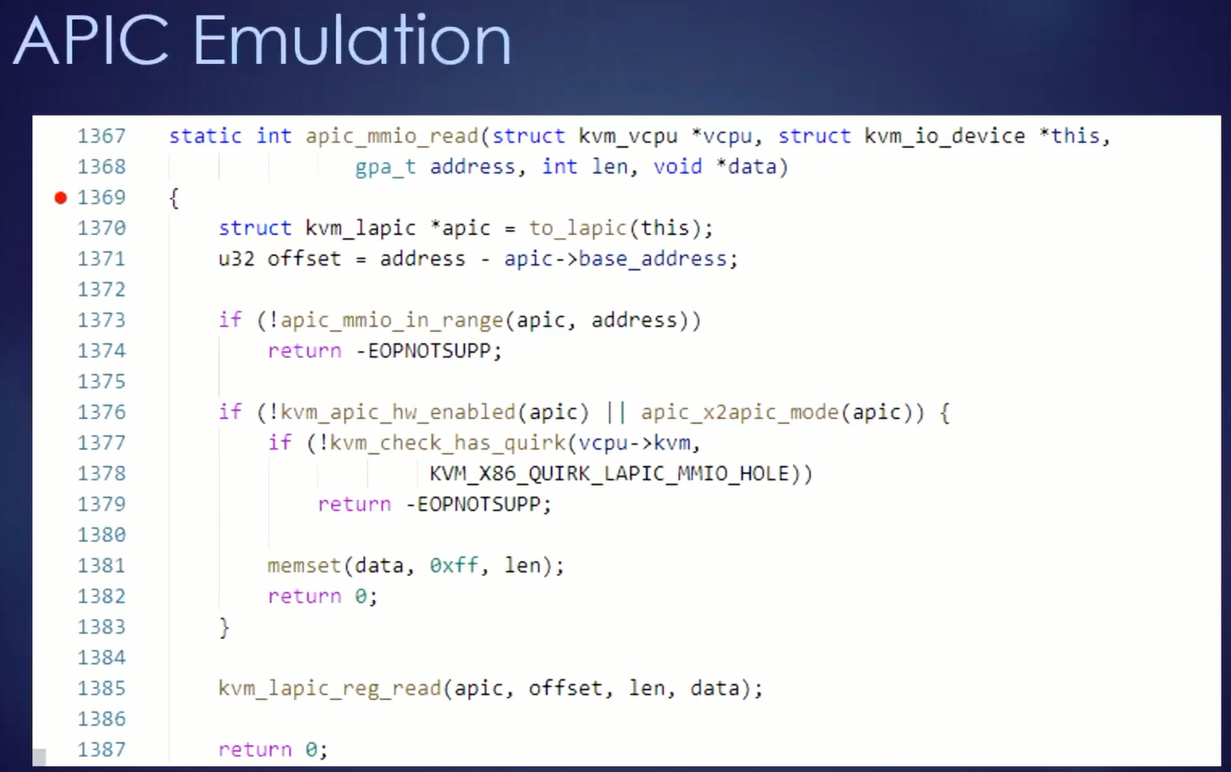 APIC Emulation
1367 static int apic_mmio_read(struct kvm_vcpu *vcpu, struct kvm_io_device *this,
1368 gpa_t address, int len, void *data)
1369 {
1370 struct kvm_lapic *apic = to_lapic(this);
1371 u32 offset = address - apic->base_address;
1372
1373 if (!apic_mmio_in_range(apic, address))
1374 return -EOPNOTSUPP;
1375
1376 if (!kvm_apic_hw_enabled(apic) || apic_x2apic_mode(apic)) {
1377 if (!kvm_check_has_quirk(vcpu->kvm,
1378 KVM_X86_QUIRK_LAPIC_MMIO_HOLE))
1379 return -EOPNOTSUPP;
1380
1381 memset(data, 0xff, len);
1382 return 0;
1383 }
1384
1385 kvm_lapic_reg_read(apic, offset, len, data);
1386
1387 return 0;